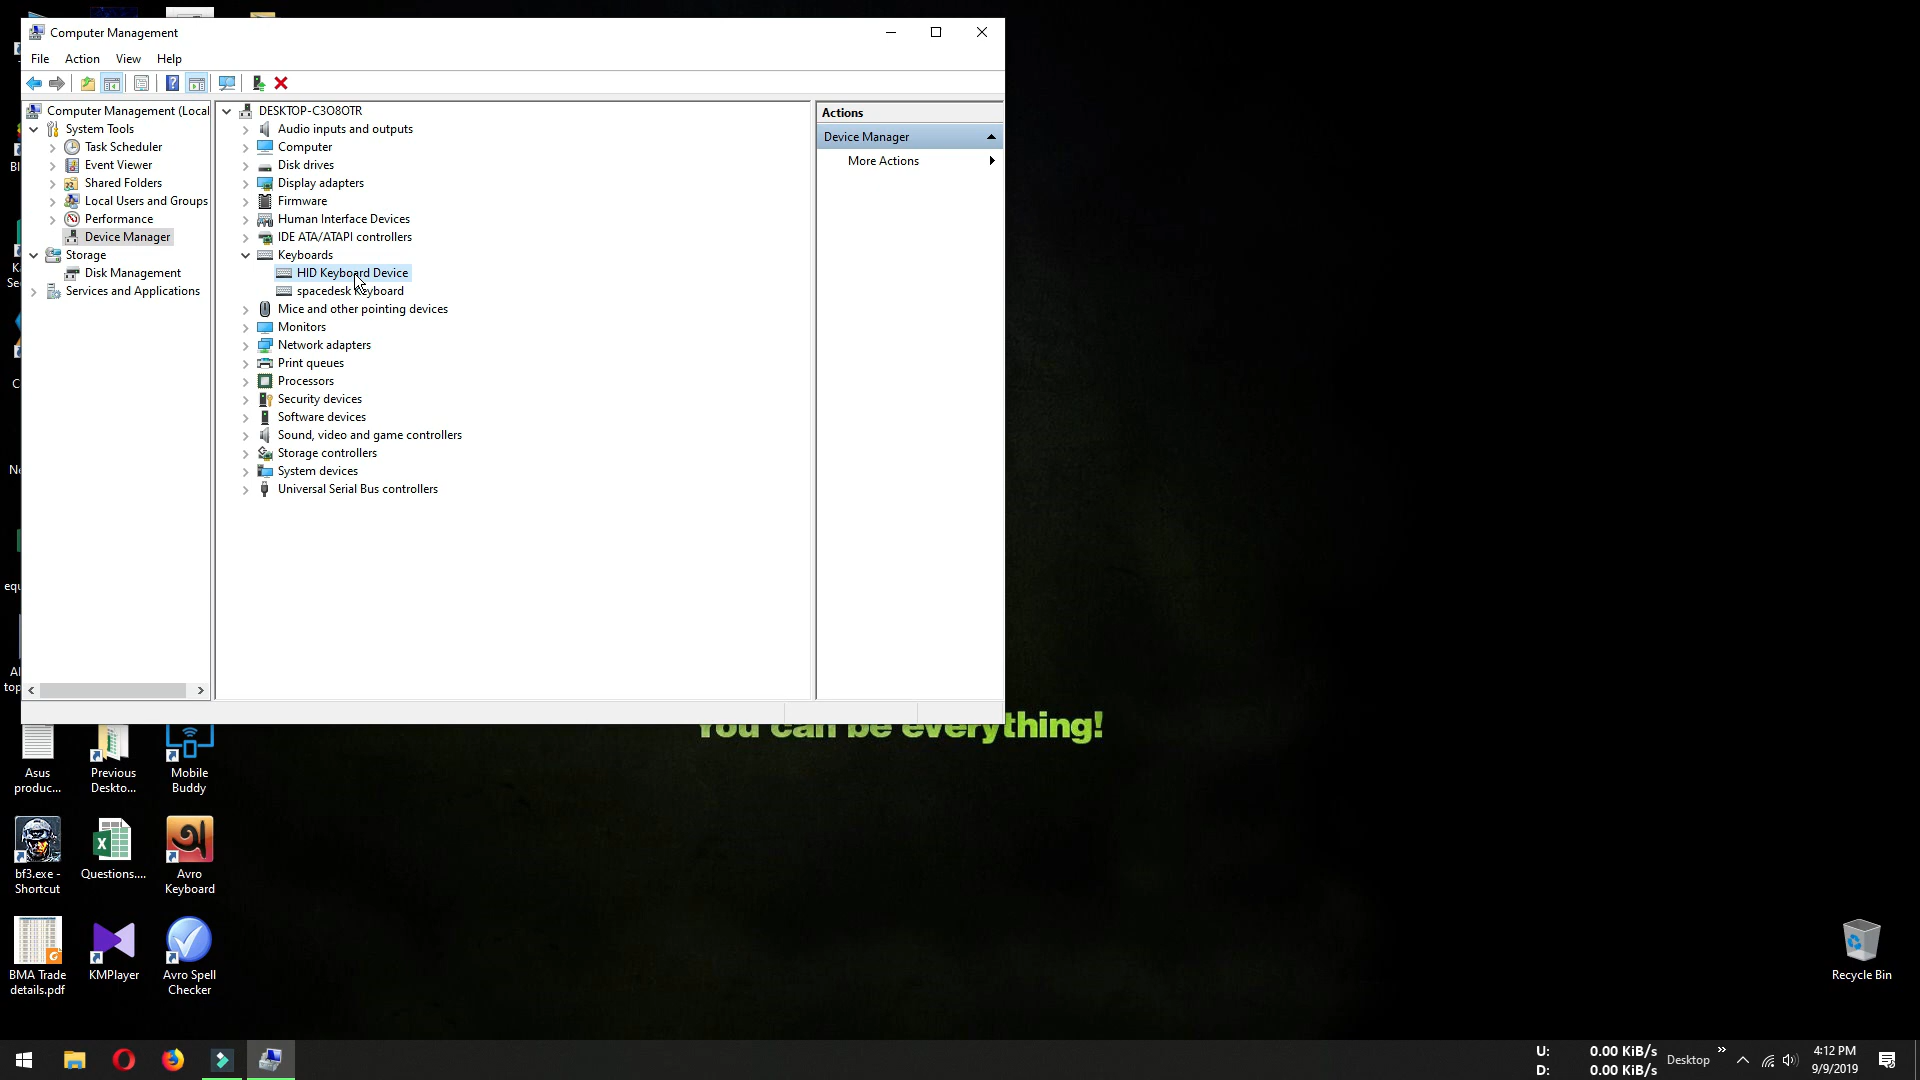 Computer Management
File Action View Help
Computer Management (Local
System Tools
Task Scheduler
Event Viewer
Shared Folders
Local Users and Groups
Performance
Device Manager
Storage
Disk Management
Services and Applications
DESKTOP-C3O8OTR
Audio inputs and outputs
Computer
Disk drives
Display adapters
Firmware
Human Interface Devices
IDE ATA/ATAPI controllers
Keyboards
HID Keyboard Device
spacedesk Keyboard
Mice and other pointing devices
Monitors
Network adapters
Print queues
Processors
Security devices
Software devices
Sound, video and game controllers
Storage controllers
System devices
Universal Serial Bus controllers
Actions
Device Manager
More Actions
You can be everything!
Asus
produc...
Previous
Deskto...
Mobile
Buddy
bf3.exe -
Shortcut
Questions....
Avro
Keyboard
BMA Trade
details.pdf
KMPlayer
Avro Spell
Checker
Recycle Bin
U: 0.00 KiB/s
D: 0.00 KiB/s
Desktop
4:12 PM
9/9/2019